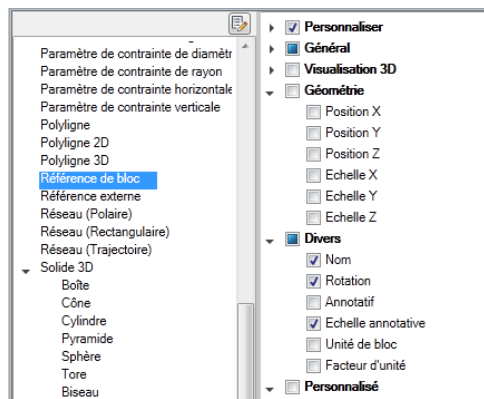 Paramètre de contrainte de diamètr
Paramètre de contrainte de rayon
Paramètre de contrainte horizontale
Paramètre de contrainte verticale
Polyligne
Polyligne 2D
Polyligne 3D
Référence de bloc
Référence externe
Réseau (Polaire)
Réseau (Rectangulaire)
Réseau (Trajectoire)
Solide 3D
Boîte
Cône
Cylindre
Pyramide
Sphère
Tore
Biseau
Personnaliser
Général
Visualisation 3D
Géométrie
Position X
Position Y
Position Z
Echelle X
Echelle Y
Echelle Z
Divers
Nom
Rotation
Annotatif
Echelle annotative
Unité de bloc
Facteur d'unité
Personnalisé